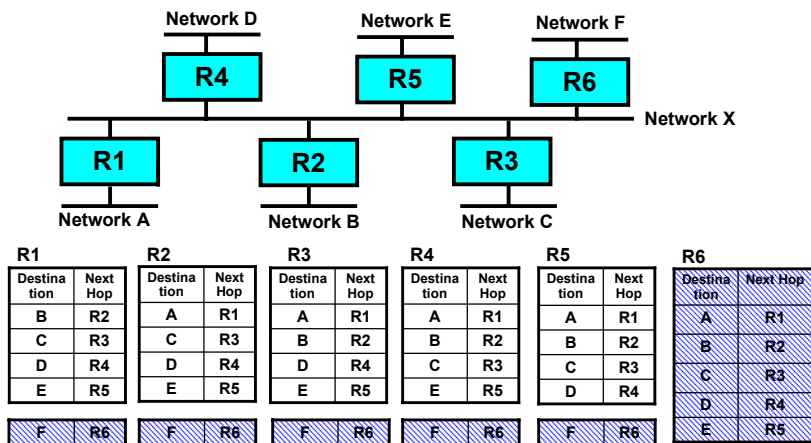 Network D
Network E
Network F
R4
R5
R6
Network X
R1
R2
R3
Network A
Network B
Network C
R1
Destina tion Next Hop
B R2
C R3
D R4
E R5
F R6
R2
Destina tion Next Hop
A R1
C R3
D R4
E R5
F R6
R3
Destina tion Next Hop
A R1
B R2
D R4
E R5
F R6
R4
Destina tion Next Hop
A R1
B R2
C R3
E R5
F R6
R5
Destina tion Next Hop
A R1
B R2
C R3
D R4
F R6
R6
Destina tion Next Hop
A R1
B R2
C R3
D R4
E R5